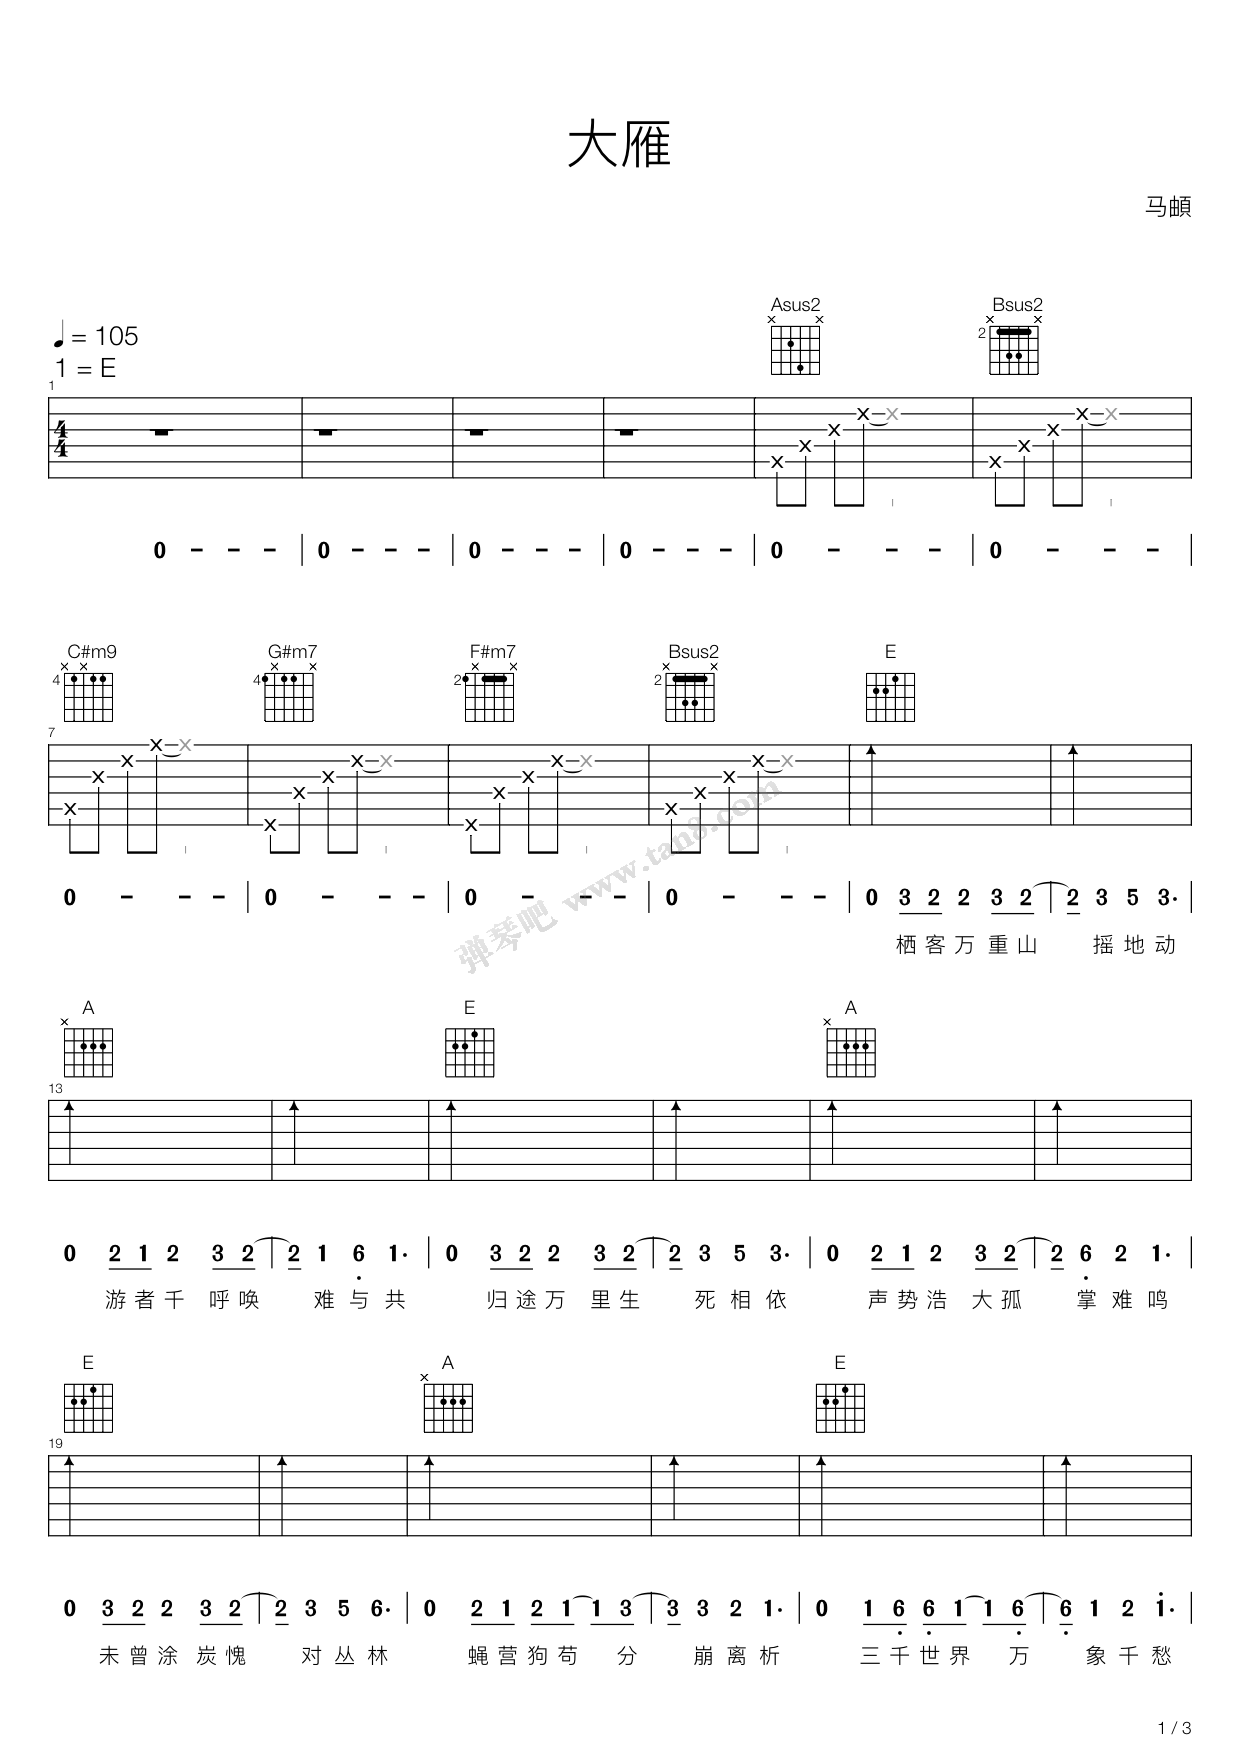 大雁
马頔
♩= 105
1 = E
Asus2 Bsus2
× × × ×
2
1
4
4
X X X X X X X X X X
0 - - - | 0 - - - | 0 - - - | 0 - - - | 0 - - - | 0 - - - |
C#m9 G#m7 F#m7 Bsus2 E
× × × × × × × ×
4 4 2 2
7
X X X X X X X X X X X X X X X X X X X X
0 - - - | 0 - - - | 0 - - - | 0 - - - | 0 3 2 2 3 2 | 2 3 5 3. |
栖客万重山 摇地动
弹琴吧 www.tan8.com
A E A
× ×
13
0 2 1 2 3 2 | 2 1 6 1. | 0 3 2 2 3 2 | 2 3 5 3. | 0 2 1 2 3 2 | 2 6 2 1. |
游者千呼唤 难与共 归途万里生 死相依 声势浩大孤 掌难鸣
E A E
×
19
0 3 2 2 3 2 | 2 3 5 6. | 0 2 1 2 1 1 3 | 3 3 2 1. | 0 1 6 6 1 1 6 | 6 1 2 1. |
未曾涂炭愧 对丛林 蝇营狗苟 分 崩离析 三千世界 万 象千愁
1 / 3